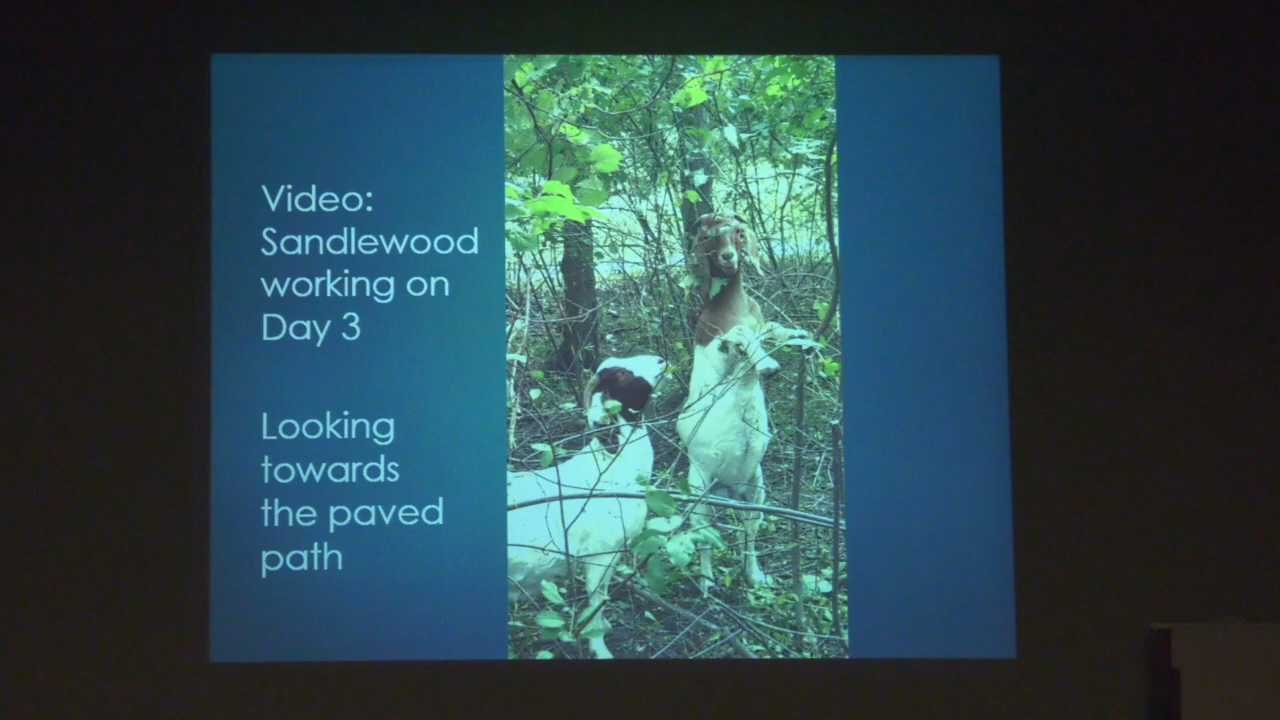 Video:
Sandlewood
working on
Day 3
Looking
towards
the paved
path